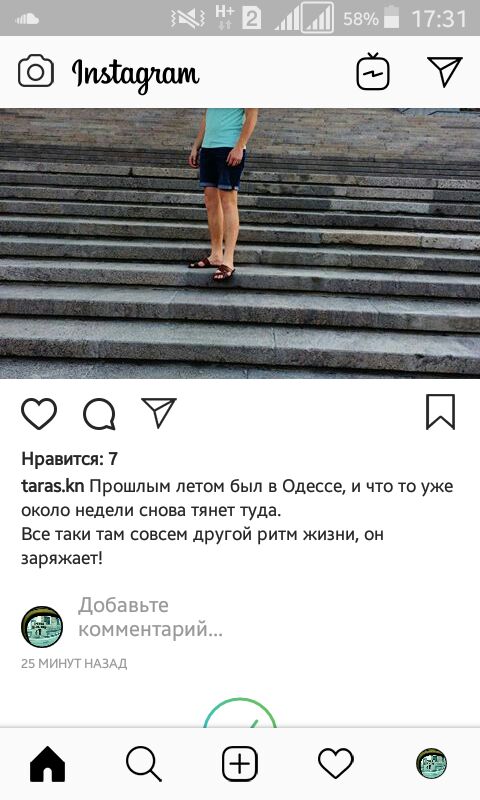 H+ 2 58% 17:31
Instagram
Нравится: 7
taras.kn Прошлым летом был в Одессе, и что то уже
около недели снова тянет туда.
Все таки там совсем другой ритм жизни, он
заряжает!
Добавьте
комментарий...
25 МИНУТ НАЗАД